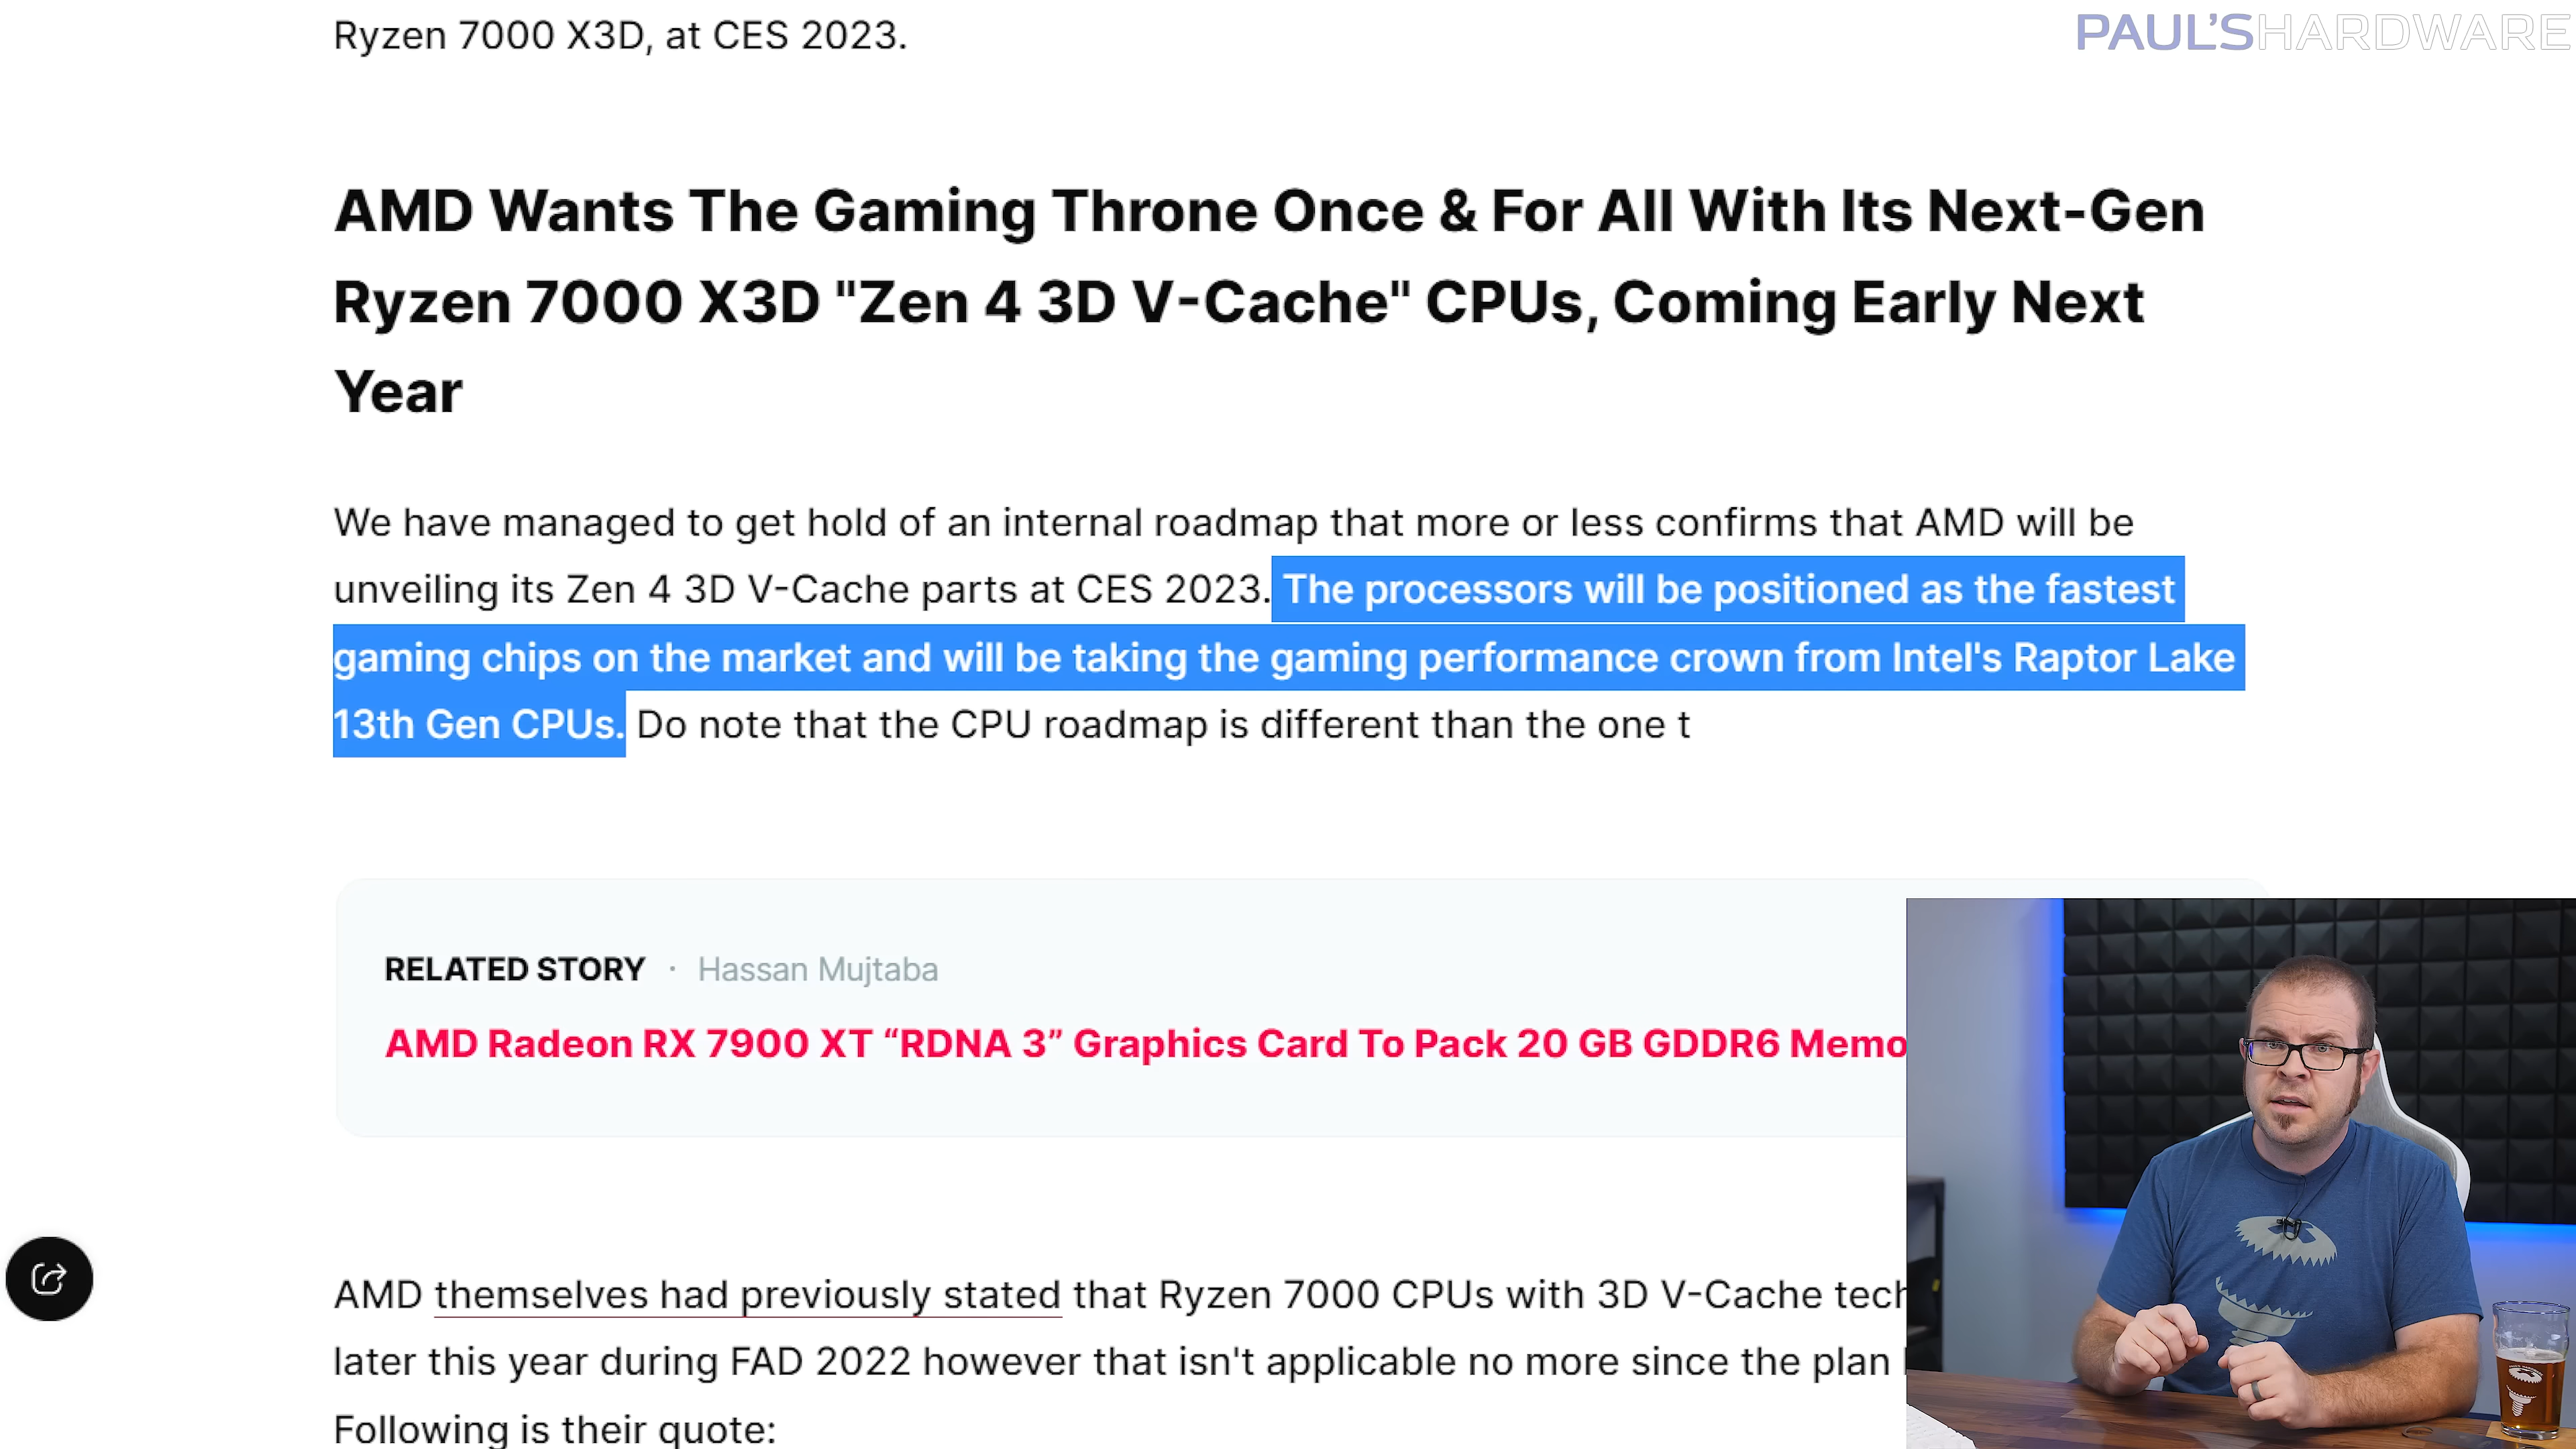 PAUL'SHARDWARE
Ryzen 7000 X3D, at CES 2023.
AMD Wants The Gaming Throne Once & For All With Its Next-Gen
Ryzen 7000 X3D "Zen 4 3D V-Cache" CPUs, Coming Early Next
Year
We have managed to get hold of an internal roadmap that more or less confirms that AMD will be
unveiling its Zen 4 3D V-Cache parts at CES 2023. The processors will be positioned as the fastest
gaming chips on the market and will be taking the gaming performance crown from Intel's Raptor Lake
13th Gen CPUs. Do note that the CPU roadmap is different than the one t
RELATED STORY · Hassan Mujtaba
AMD Radeon RX 7900 XT “RDNA 3” Graphics Card To Pack 20 GB GDDR6 Memo
AMD themselves had previously stated that Ryzen 7000 CPUs with 3D V-Cache tech
later this year during FAD 2022 however that isn't applicable no more since the plan
Following is their quote: